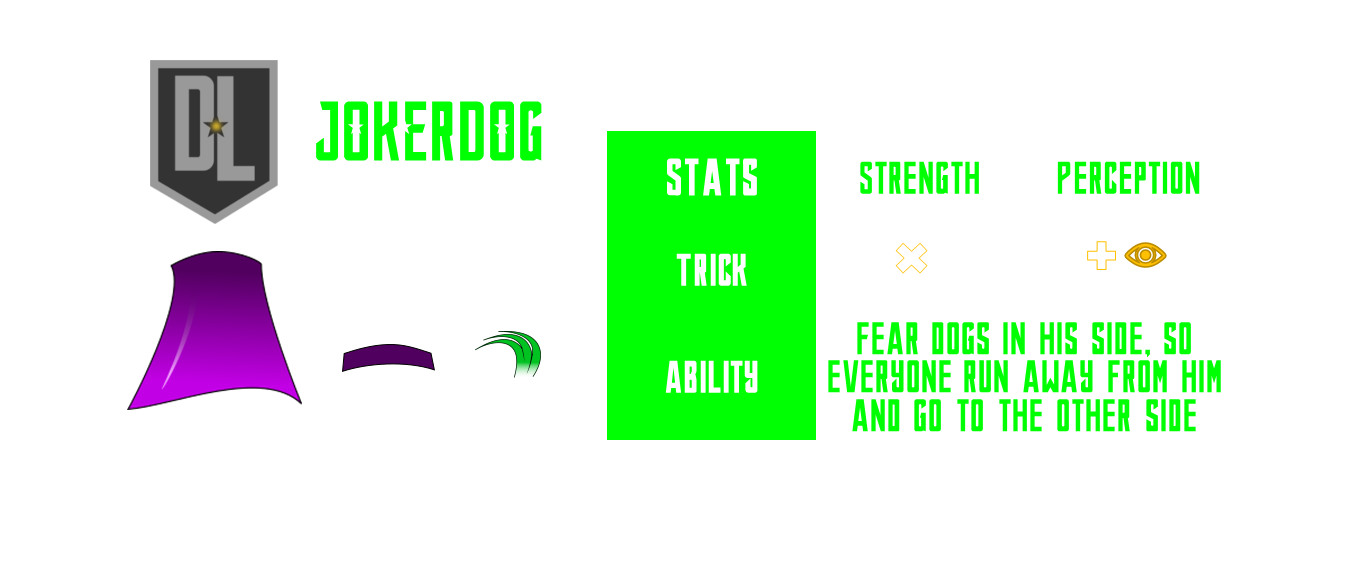 DL
JOKERDOG
STATS
STRENGTH
PERCEPTION
TRICK
ABILITY
FEAR DOGS IN HIS SIDE, SO
EVERYONE RUN AWAY FROM HIM
AND GO TO THE OTHER SIDE